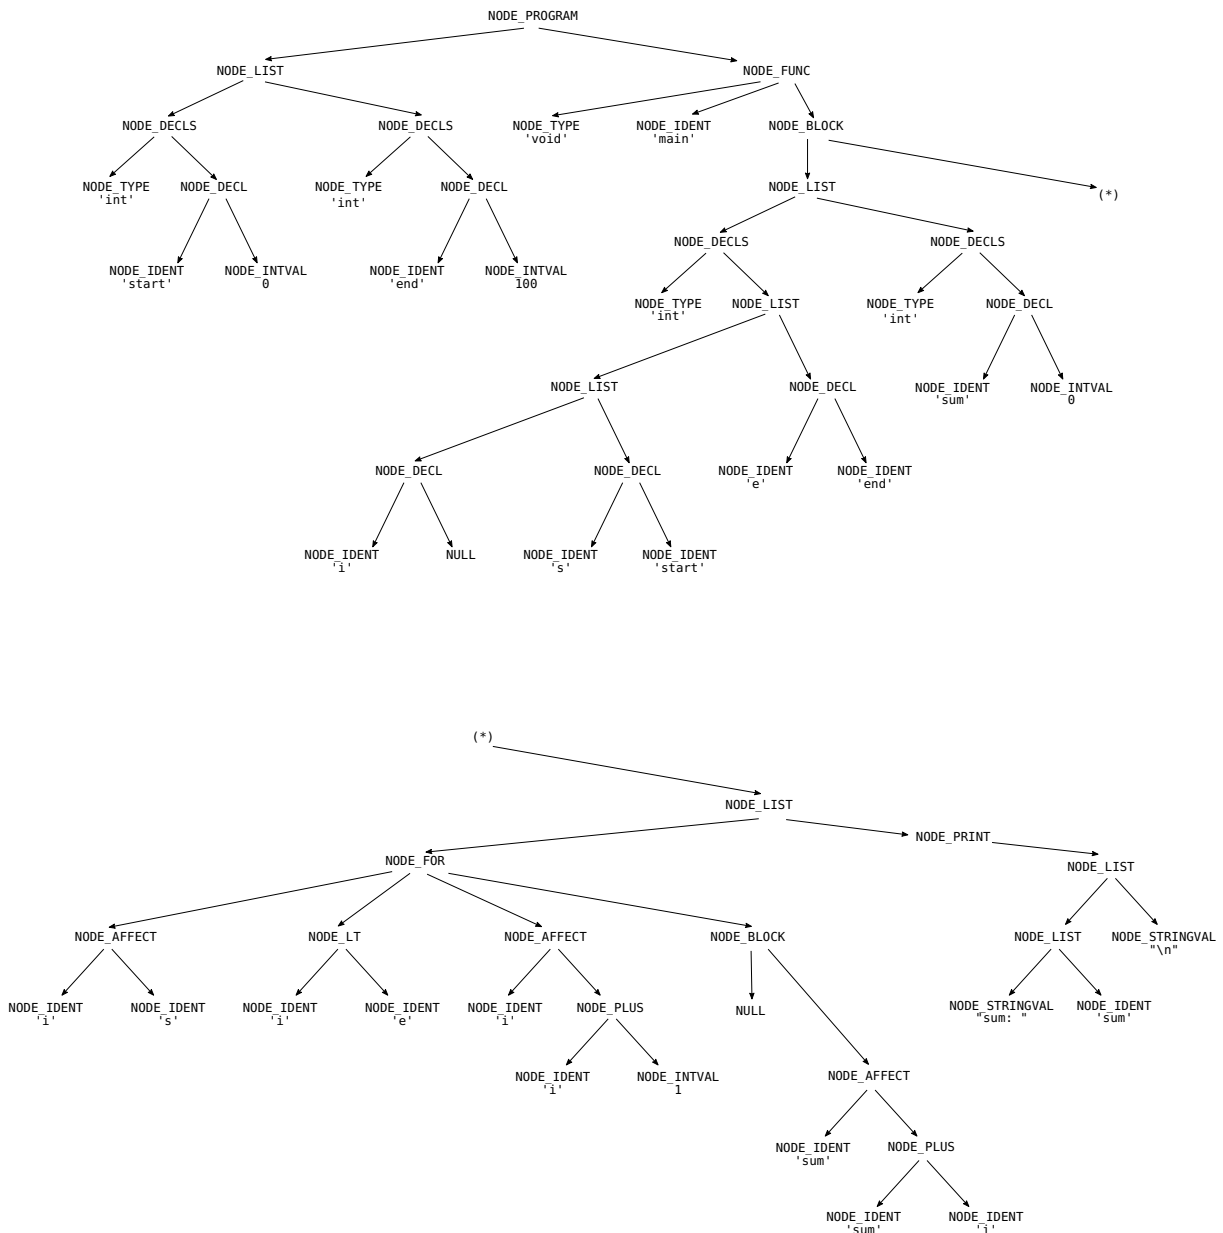 NODE_PROGRAM
NODE_LIST NODE_FUNC
NODE_DECLS NODE_DECLS NODE_TYPE NODE_IDENT NODE_BLOCK
'void' 'main'
NODE_TYPE NODE_DECL NODE_TYPE NODE_DECL NODE_LIST (*)
'int' 'int'
NODE_DECLS NODE_DECLS
NODE_IDENT NODE_INTVAL NODE_IDENT NODE_INTVAL
'start' 0 'end' 100
NODE_TYPE NODE_LIST NODE_TYPE NODE_DECL
'int' 'int'
NODE_LIST NODE_DECL NODE_IDENT NODE_INTVAL
'sum' 0
NODE_DECL NODE_DECL NODE_IDENT NODE_IDENT
'e' 'end'
NODE_IDENT NULL NODE_IDENT NODE_IDENT
'i' 's' 'start'
(*)
NODE_LIST
NODE_PRINT
NODE_FOR NODE_LIST
NODE_AFFECT NODE_LT NODE_AFFECT NODE_BLOCK NODE_LIST NODE_STRINGVAL
"\n"
NODE_IDENT NODE_IDENT NODE_IDENT NODE_IDENT NODE_IDENT NODE_PLUS NULL NODE_STRINGVAL NODE_IDENT
'i' 's' 'i' 'e' 'i' "sum: " 'sum'
NODE_IDENT NODE_INTVAL NODE_AFFECT
'i' 1
NODE_IDENT NODE_PLUS
'sum'
NODE_IDENT NODE_IDENT
'sum' 'i'